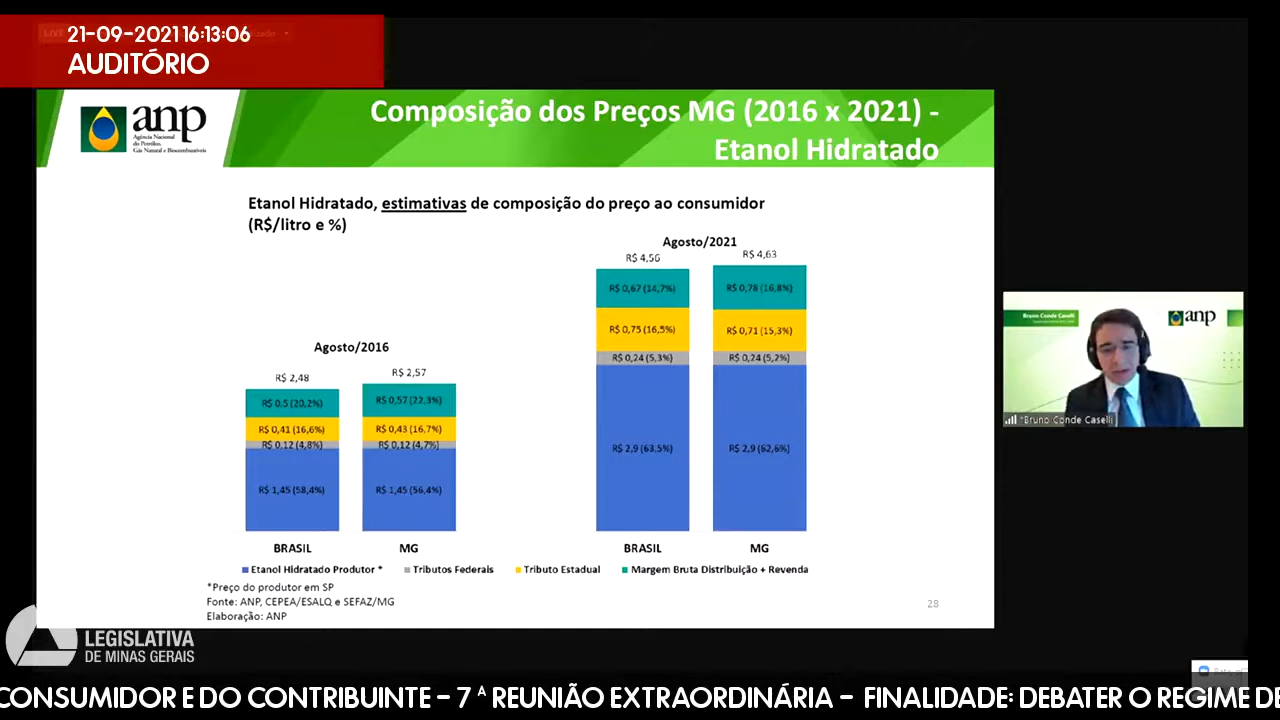 LIVE
21-09-2021 16:13:06
AUDITÓRIO
anp
Agência Nacional
do Petróleo,
Gás Natural e Biocombustíveis
Composição dos Preços MG (2016 x 2021) -
Etanol Hidratado
Etanol Hidratado, estimativas de composição do preço ao consumidor
(R$/litro e %)
Agosto/2021
R$ 4,56
R$ 4,63
R$ 0,67 (14,7%)
R$ 0,78 (16,8%)
R$ 0,75 (16,5%)
R$ 0,71 (15,3%)
R$ 0,24 (5,3%)
R$ 0,24 (5,2%)
R$ 2,9 (63,5%)
R$ 2,9 (62,6%)
Agosto/2016
R$ 2,48
R$ 2,57
R$ 0,5 (20,2%)
R$ 0,57 (22,3%)
R$ 0,41 (16,6%)
R$ 0,43 (16,7%)
R$ 0,12 (4,8%)
R$ 0,12 (4,7%)
R$ 1,45 (58,4%)
R$ 1,45 (56,4%)
BRASIL
MG
BRASIL
MG
Etanol Hidratado Produtor *
Tributos Federais
Tributo Estadual
Margem Bruta Distribuição + Revenda
*Preço do produtor em SP
Fonte: ANP, CEPEA/ESALQ e SEFAZ/MG
Elaboração: ANP
28
Bruno Conde Caselli
anp
*Bruno Conde Caselli
LEGISLATIVA
DE MINAS GERAIS
CONSUMIDOR E DO CONTRIBUINTE - 7 ª REUNIÃO EXTRAORDINÁRIA - FINALIDADE: DEBATER O REGIME DE